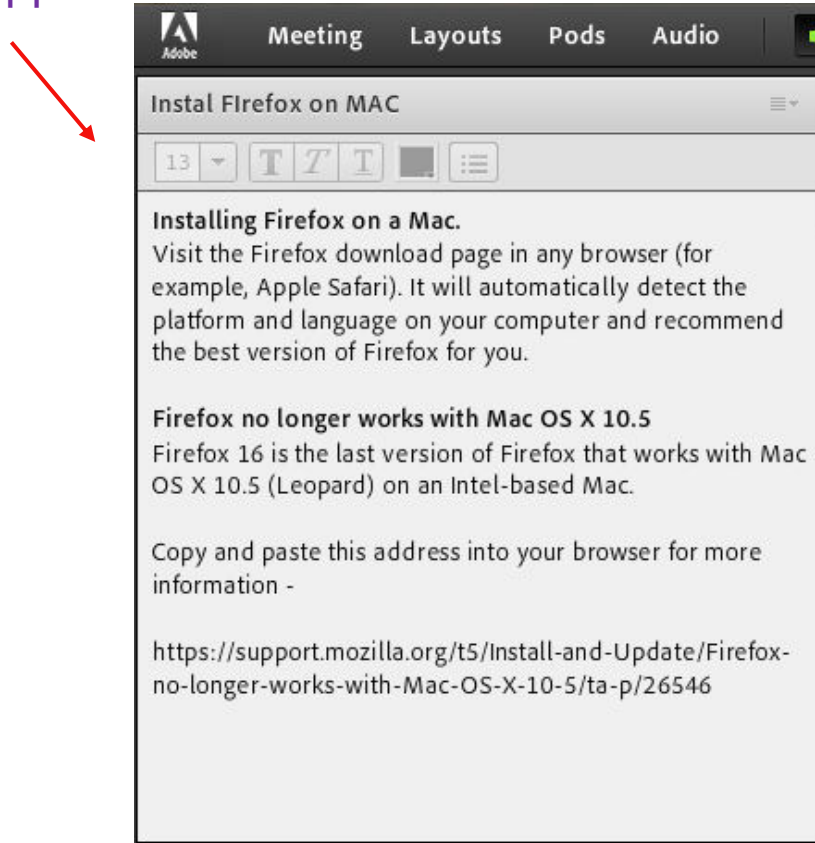 Adobe Meeting Layouts Pods Audio
Instal FIrefox on MAC
13 T T T
Installing Firefox on a Mac.
Visit the Firefox download page in any browser (for
example, Apple Safari). It will automatically detect the
platform and language on your computer and recommend
the best version of Firefox for you.
Firefox no longer works with Mac OS X 10.5
Firefox 16 is the last version of Firefox that works with Mac
OS X 10.5 (Leopard) on an Intel-based Mac.
Copy and paste this address into your browser for more
information -
https://support.mozilla.org/t5/Install-and-Update/Firefox-
no-longer-works-with-Mac-OS-X-10-5/ta-p/26546